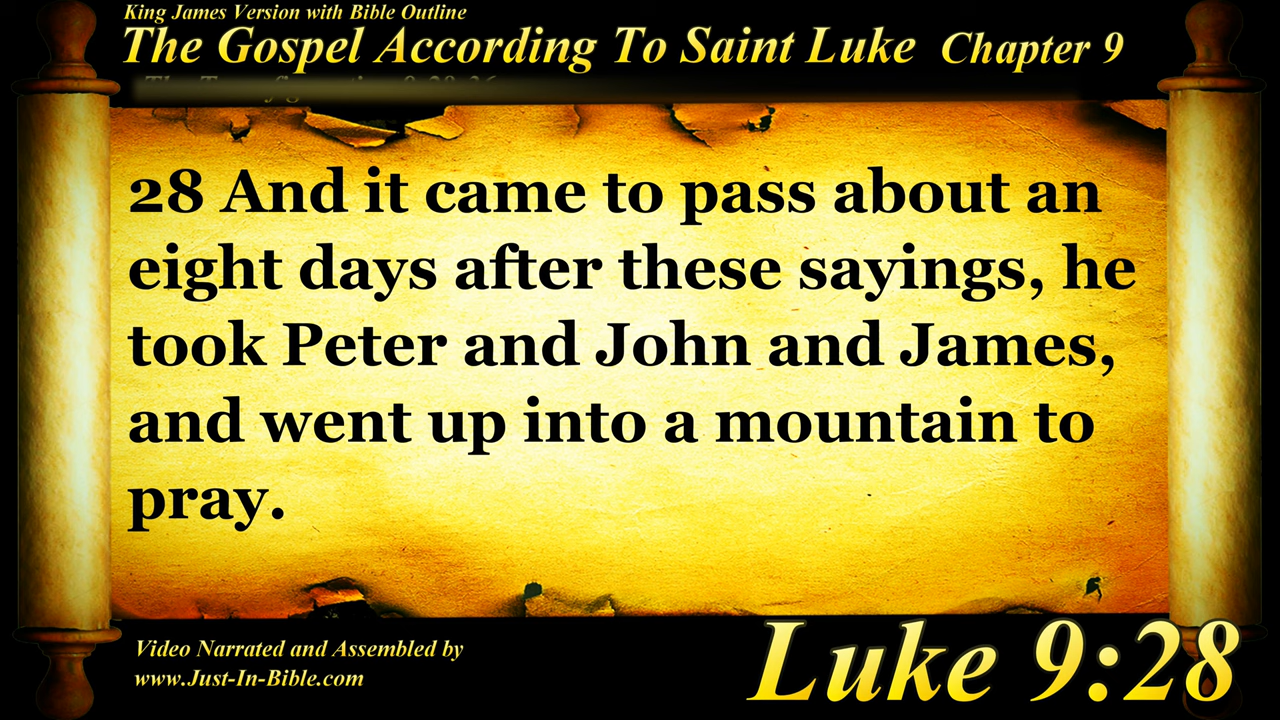 King James Version with Bible Outline
The Gospel According To Saint Luke Chapter 9
28 And it came to pass about an
eight days after these sayings, he
took Peter and John and James,
and went up into a mountain to
pray.
Video Narrated and Assembled by
www.Just-In-Bible.com
Luke 9:28